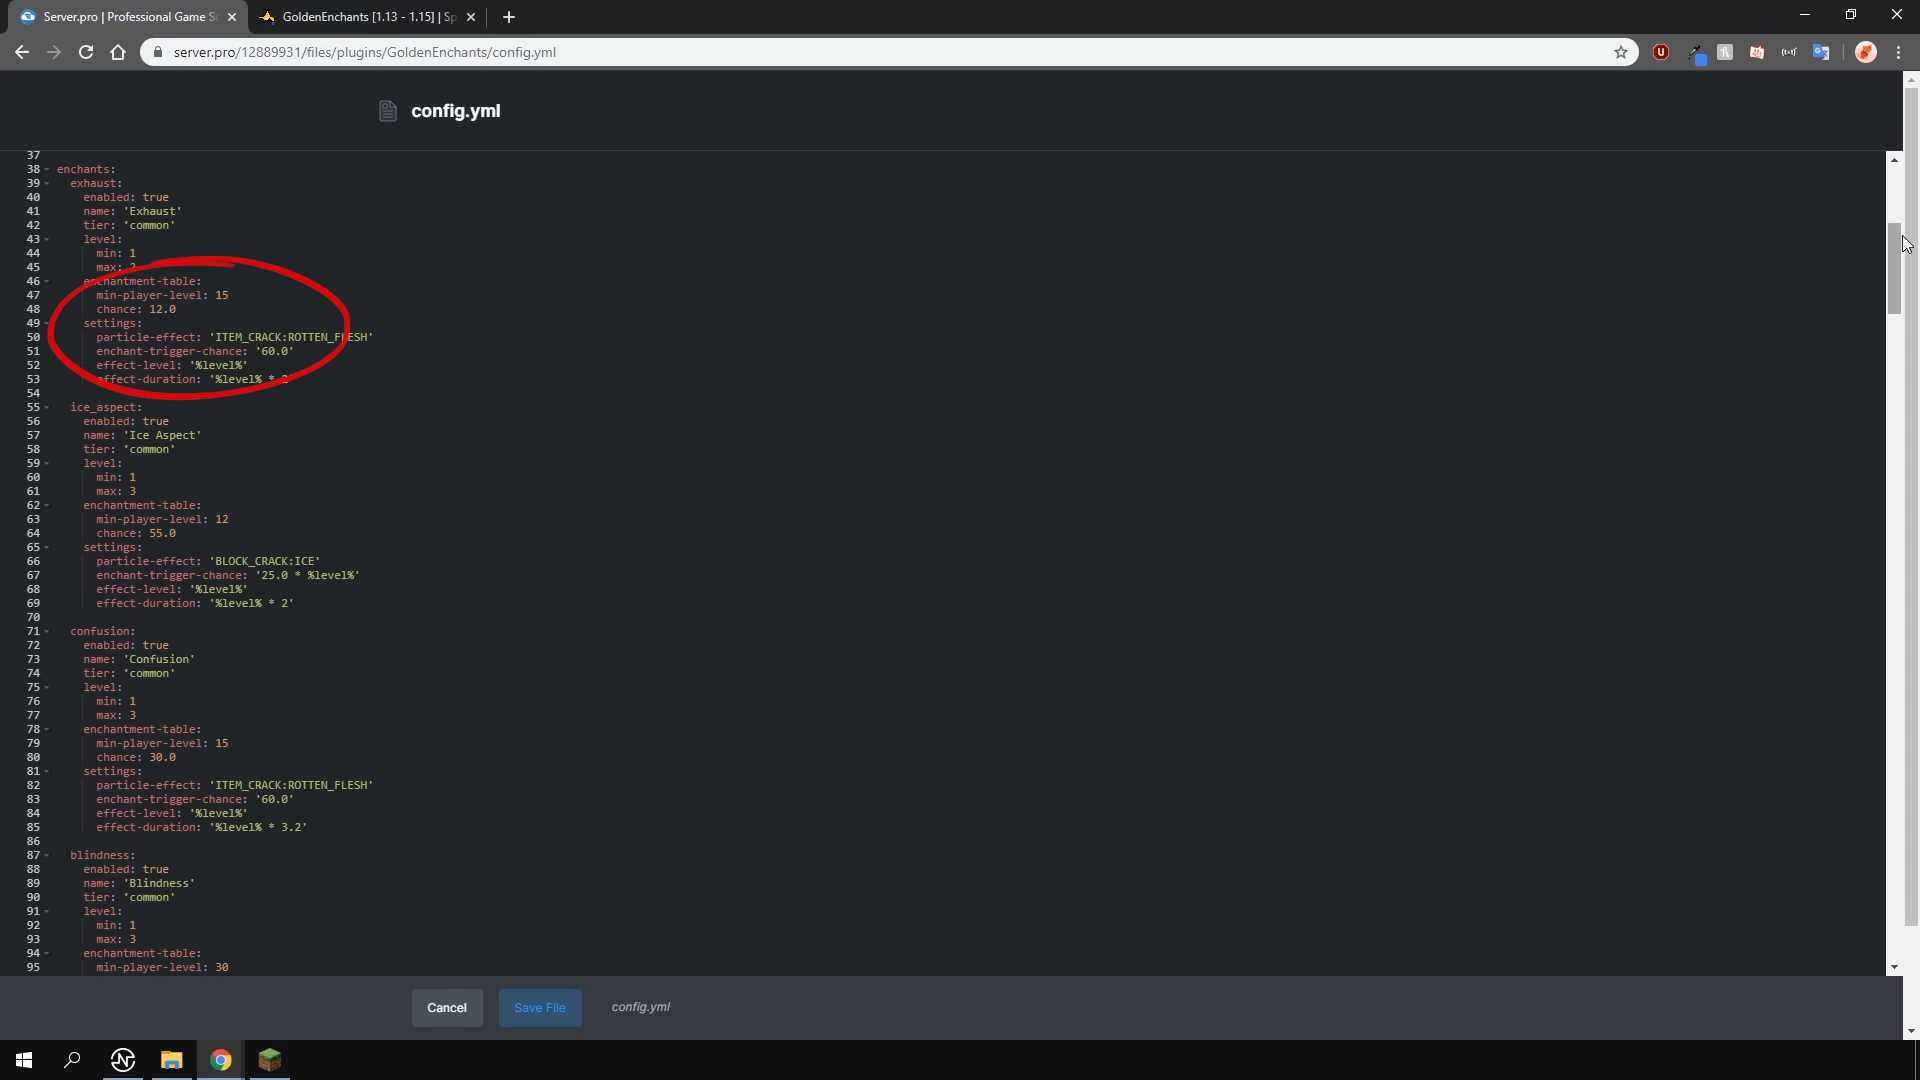 Server.pro | Professional Game S
GoldenEnchants [1.13 - 1.15] | Sp
server.pro/12889931/files/plugins/GoldenEnchants/config.yml
config.yml
37
38 enchants:
39 exhaust:
40 enabled: true
41 name: 'Exhaust'
42 tier: 'common'
43 level:
44 min: 1
45 max: 2
46 enchantment-table:
47 min-player-level: 15
48 chance: 12.0
49 settings:
50 particle-effect: 'ITEM_CRACK:ROTTEN_FLESH'
51 enchant-trigger-chance: '60.0'
52 effect-level: '%level%'
53 effect-duration: '%level% * 2'
54
55 ice_aspect:
56 enabled: true
57 name: 'Ice Aspect'
58 tier: 'common'
59 level:
60 min: 1
61 max: 3
62 enchantment-table:
63 min-player-level: 12
64 chance: 55.0
65 settings:
66 particle-effect: 'BLOCK_CRACK:ICE'
67 enchant-trigger-chance: '25.0 * %level%'
68 effect-level: '%level%'
69 effect-duration: '%level% * 2'
70
71 confusion:
72 enabled: true
73 name: 'Confusion'
74 tier: 'common'
75 level:
76 min: 1
77 max: 3
78 enchantment-table:
79 min-player-level: 15
80 chance: 30.0
81 settings:
82 particle-effect: 'ITEM_CRACK:ROTTEN_FLESH'
83 enchant-trigger-chance: '60.0'
84 effect-level: '%level%'
85 effect-duration: '%level% * 3.2'
86
87 blindness:
88 enabled: true
89 name: 'Blindness'
90 tier: 'common'
91 level:
92 min: 1
93 max: 3
94 enchantment-table:
95 min-player-level: 30
Cancel
Save File
config.yml